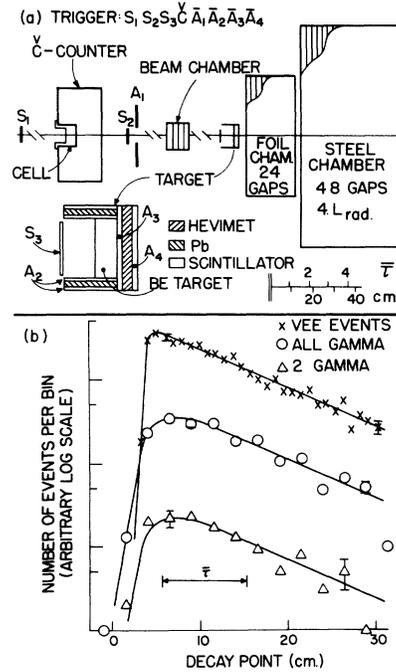 (a) TRIGGER: S1 S2 S3 Č Ā1 Ā2 Ā3 Ā4
Č-COUNTER
BEAM CHAMBER
A1
S1
S2
CELL
TARGET
FOIL
CHAM.
24
GAPS
STEEL
CHAMBER
48 GAPS
4 Lrad.
S3
A3
A4
A2
HEVIMET
Pb
SCINTILLATOR
BE TARGET
2 4 τ̅
20 40 cm
(b)
× VEE EVENTS
○ ALL GAMMA
△ 2 GAMMA
NUMBER OF EVENTS PER BIN
(ARBITRARY LOG SCALE)
τ̅
0 10 20 30
DECAY POINT (cm.)